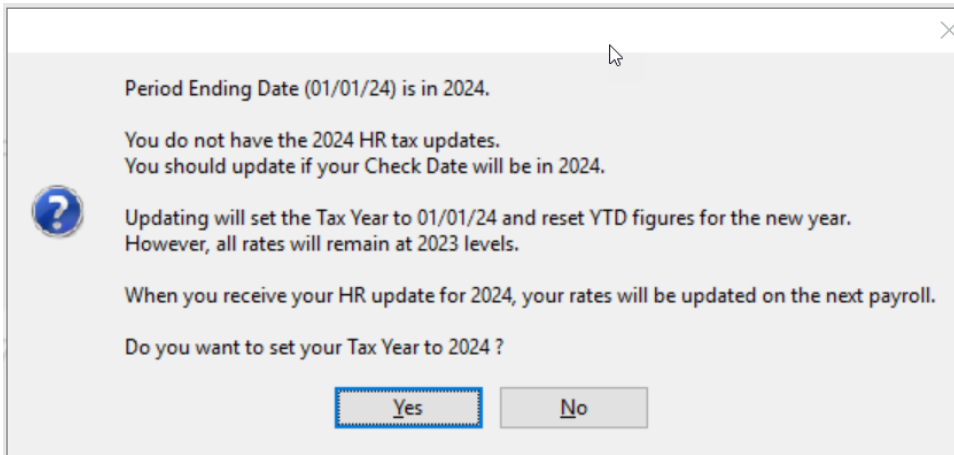 Period Ending Date (01/01/24) is in 2024.
You do not have the 2024 HR tax updates.
You should update if your Check Date will be in 2024.
Updating will set the Tax Year to 01/01/24 and reset YTD figures for the new year.
However, all rates will remain at 2023 levels.
When you receive your HR update for 2024, your rates will be updated on the next payroll.
Do you want to set your Tax Year to 2024 ?
Yes No